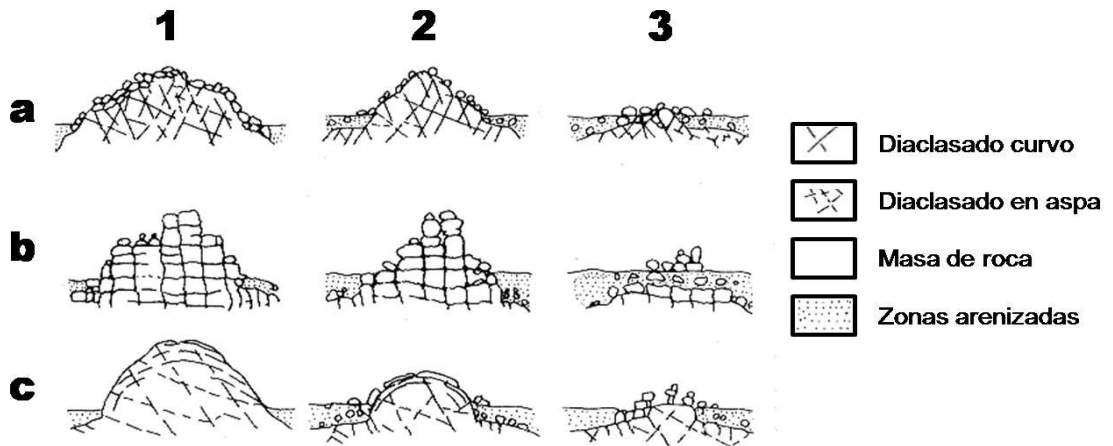 1 2 3
a
Diaclasado curvo
Diaclasado en aspa
b
Masa de roca
Zonas arenizadas
c